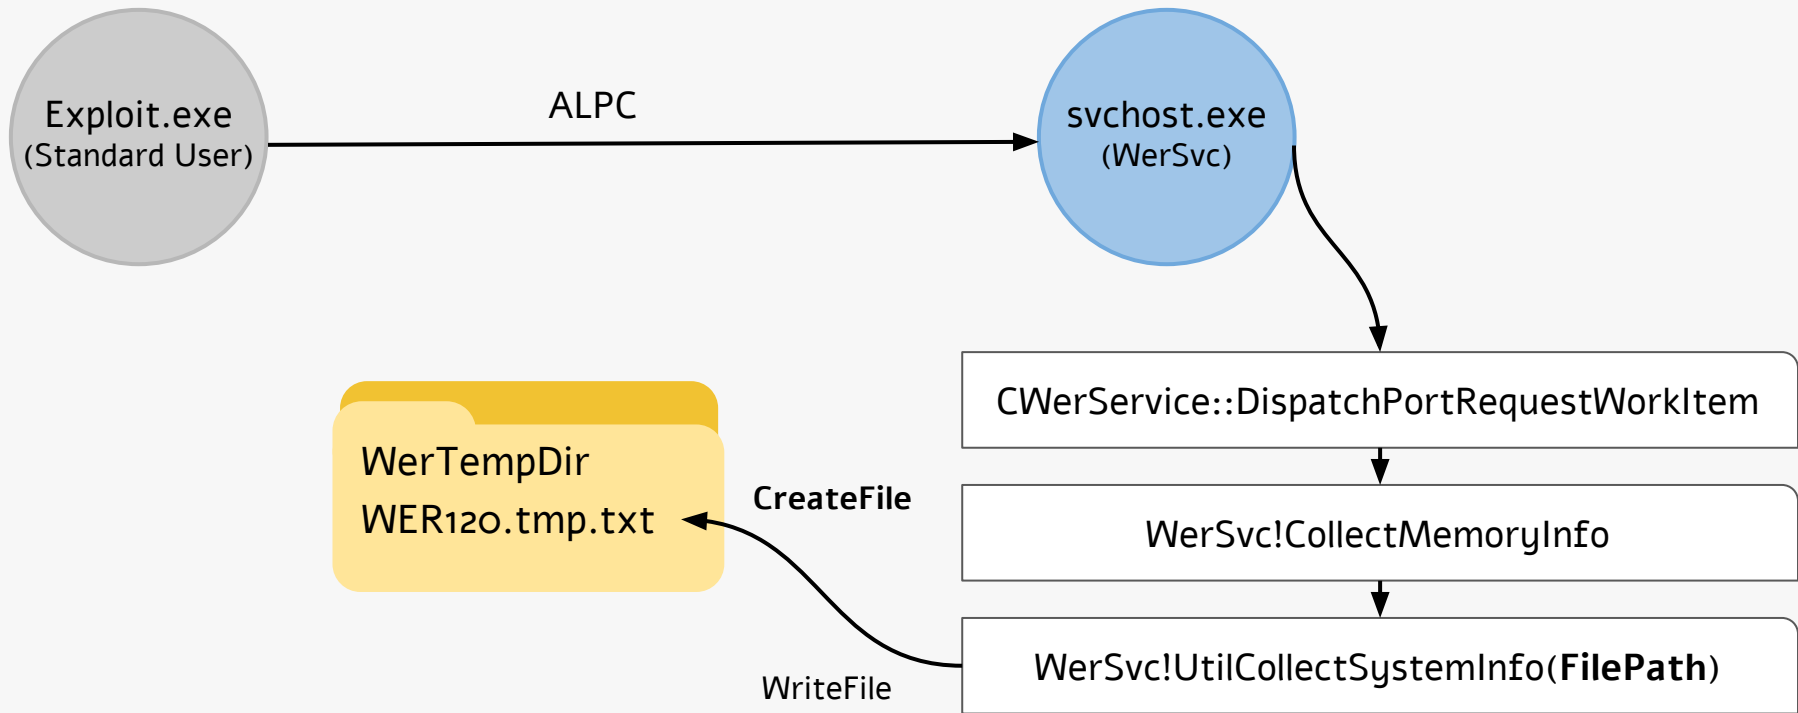 Exploit.exe
(Standard User)
ALPC
svchost.exe
(WerSvc)
CWerService::DispatchPortRequestWorkItem
WerTempDir
WER120.tmp.txt
CreateFile
WerSvc!CollectMemoryInfo
WriteFile
WerSvc!UtilCollectSystemInfo(FilePath)